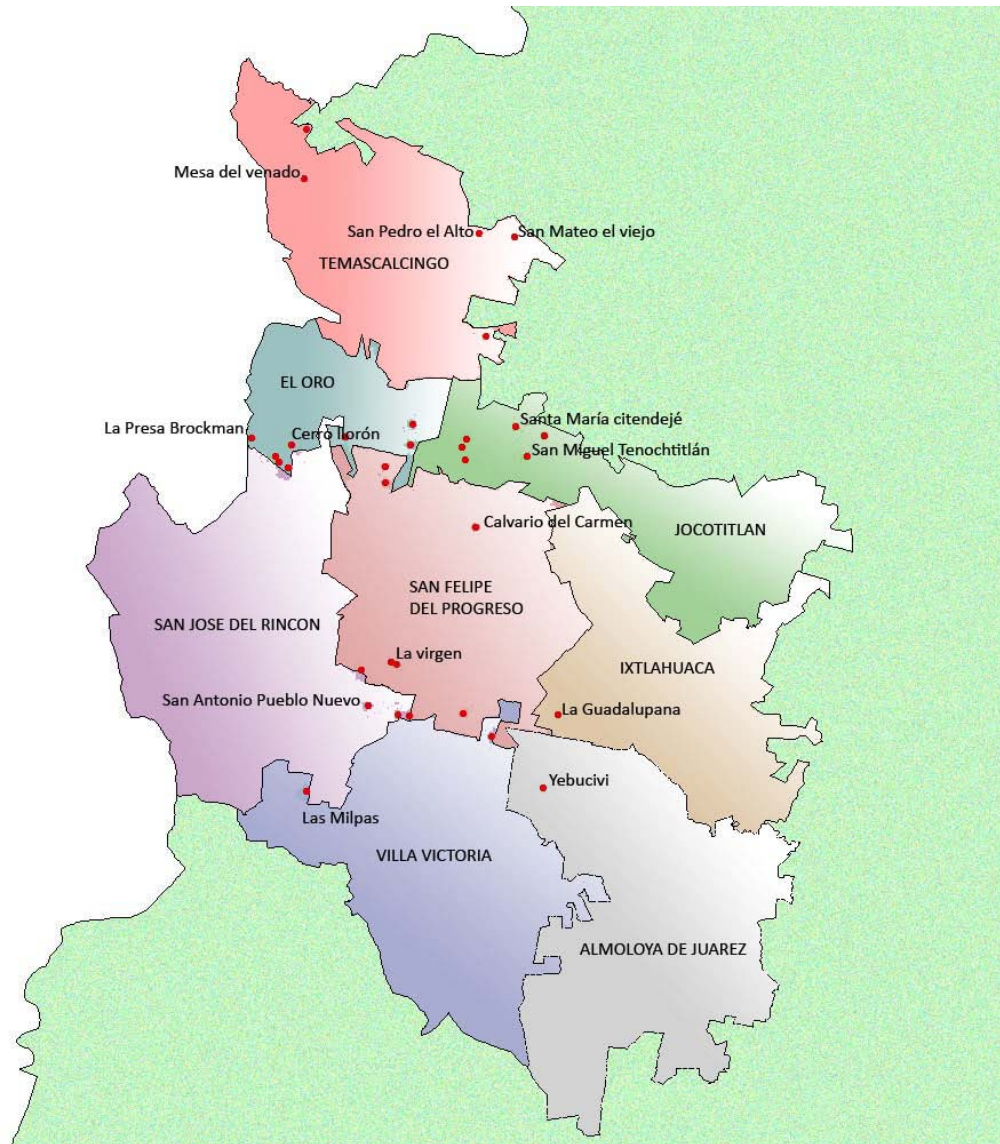 Mesa del venado
San Pedro el Alto
San Mateo el viejo
TEMASCALCINGO
EL ORO
La Presa Brockman
Cerro llorón
Santa María citendejé
San Miguel Tenochtitlán
Calvario del Carmen
JOCOTITLAN
SAN FELIPE
DEL PROGRESO
SAN JOSE DEL RINCON
La virgen
IXTLAHUACA
San Antonio Pueblo Nuevo
La Guadalupana
Yebucivi
Las Milpas
VILLA VICTORIA
ALMOLOYA DE JUAREZ